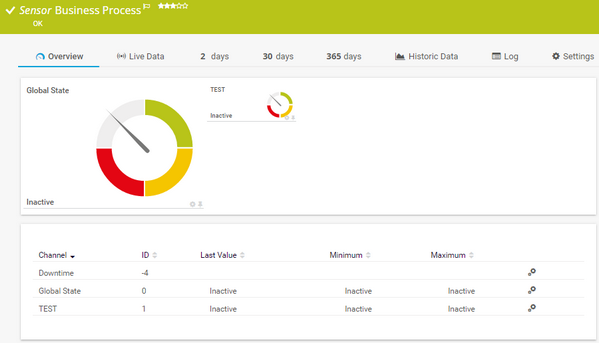 Sensor Business Process
OK
Overview Live Data 2 days 30 days 365 days Historic Data Log Settings
Global State
Inactive
TEST
Inactive
Channel ID Last Value Minimum Maximum
Downtime -4
Global State 0 Inactive Inactive Inactive
TEST 1 Inactive Inactive Inactive